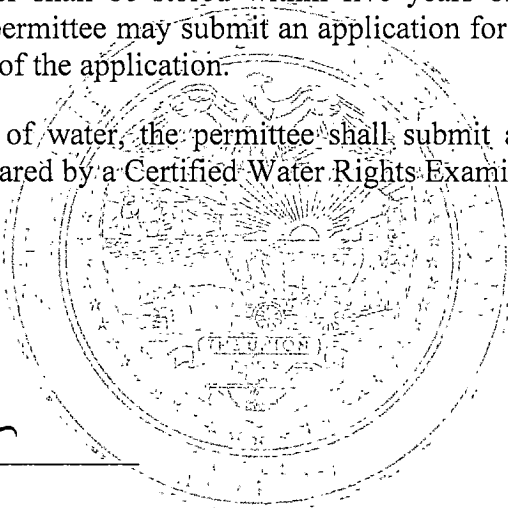 permittee may submit an application for
of the application.
of water, the permittee shall submit a
ared by a Certified Water Rights Exami
THE UNION